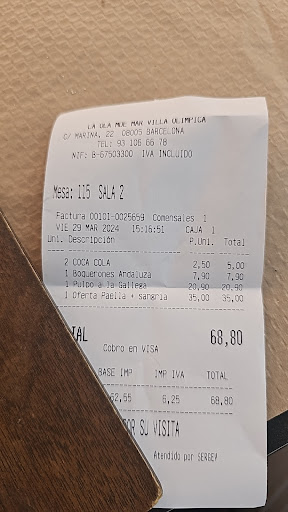 LA OLA MDE MAR VILLA OLIMPICA
C/ MARINA, 22 08005 BARCELONA
TEL: 93 106 66 78
NIF: B-67503300 IVA INCLUIDO
Mesa: 115 SALA 2
Factura 00101-0025659 Comensales 1
VIE 29 MAR 2024 15:16:51 CAJA 1
Uni. Descripción P.Uni. Total
2 COCA COLA 2,50 5,00
1 Boquerones Andaluza 7,90 7,90
1 Pulpo a la Gallega 20,90 20,90
1 Oferta Paella + sangria 35,00 35,00
TAL 68,80
Cobro en VISA
BASE IMP IMP IVA TOTAL
62,55 6,25 68,80
POR SU VISITA
Atendido por SERGEY